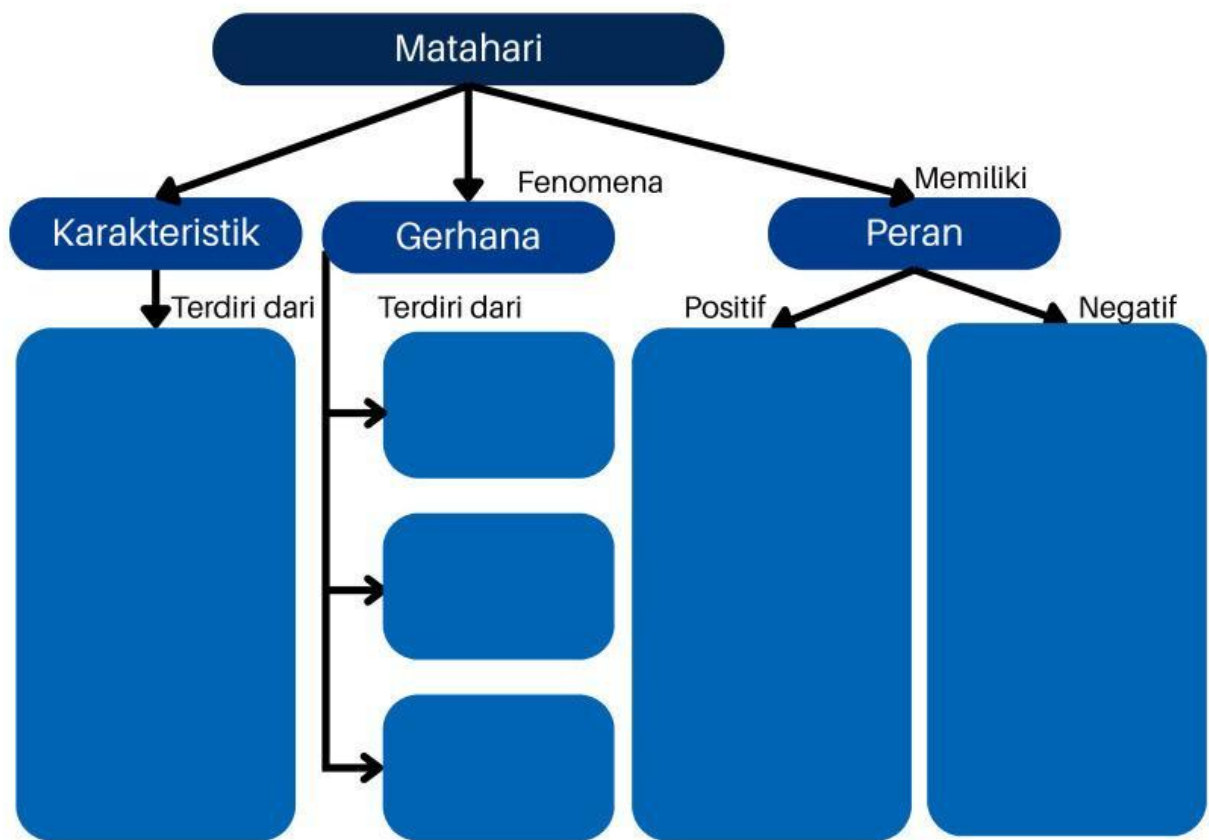 Matahari
Fenomena
Memiliki
Karakteristik
Gerhana
Peran
Terdiri dari
Terdiri dari
Positif
Negatif